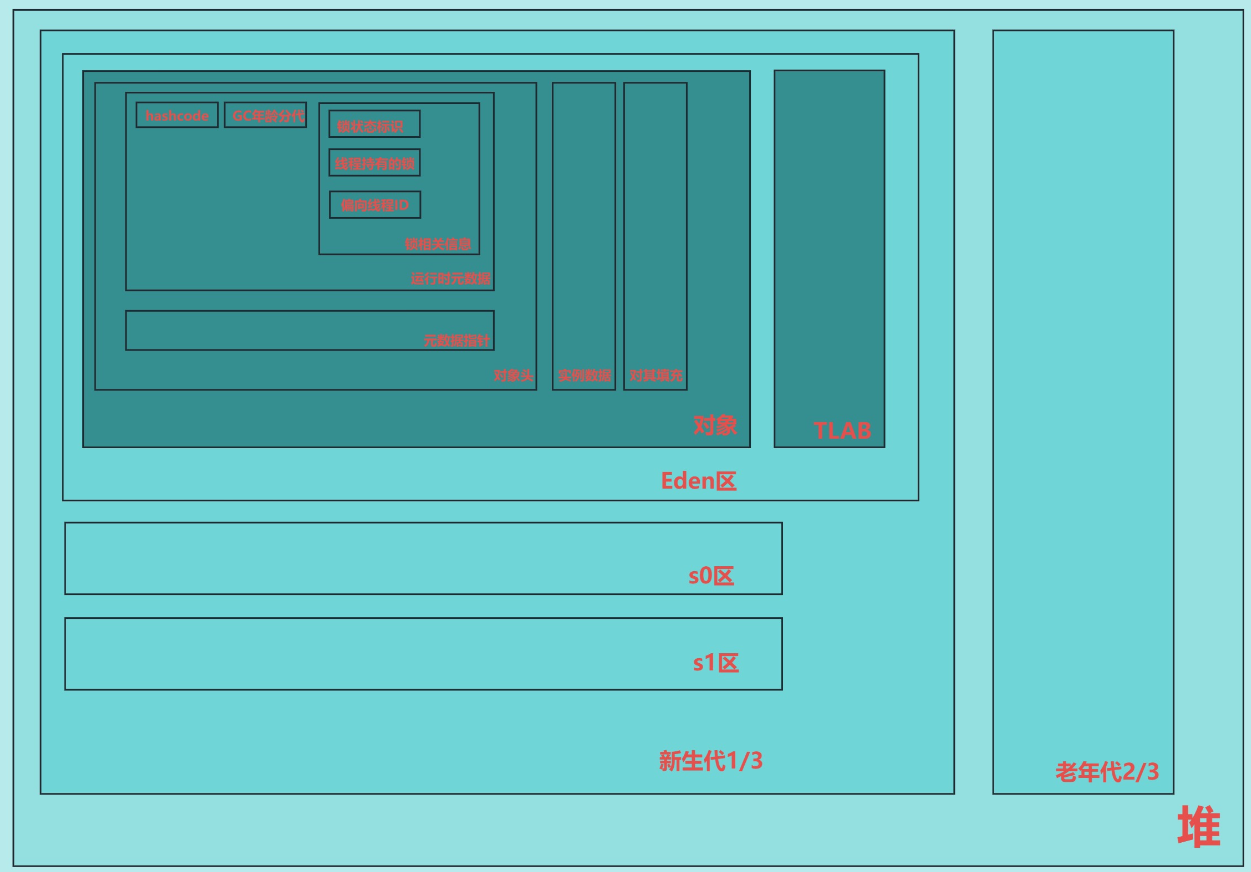 hashcode
GC年龄分代
锁状态标识
线程持有的锁
偏向线程ID
锁相关信息
运行时元数据
元数据指针
对象头
实例数据
对其填充
对象
TLAB
Eden区
s0区
s1区
新生代1/3
老年代2/3
堆